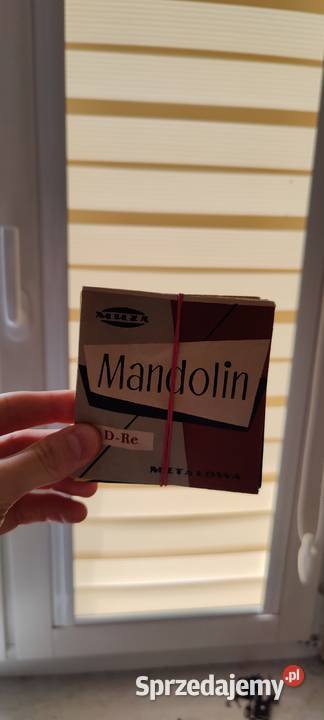 MUZA
Mandolin
D-Re
METALOWA
Sprzedajemy.pl